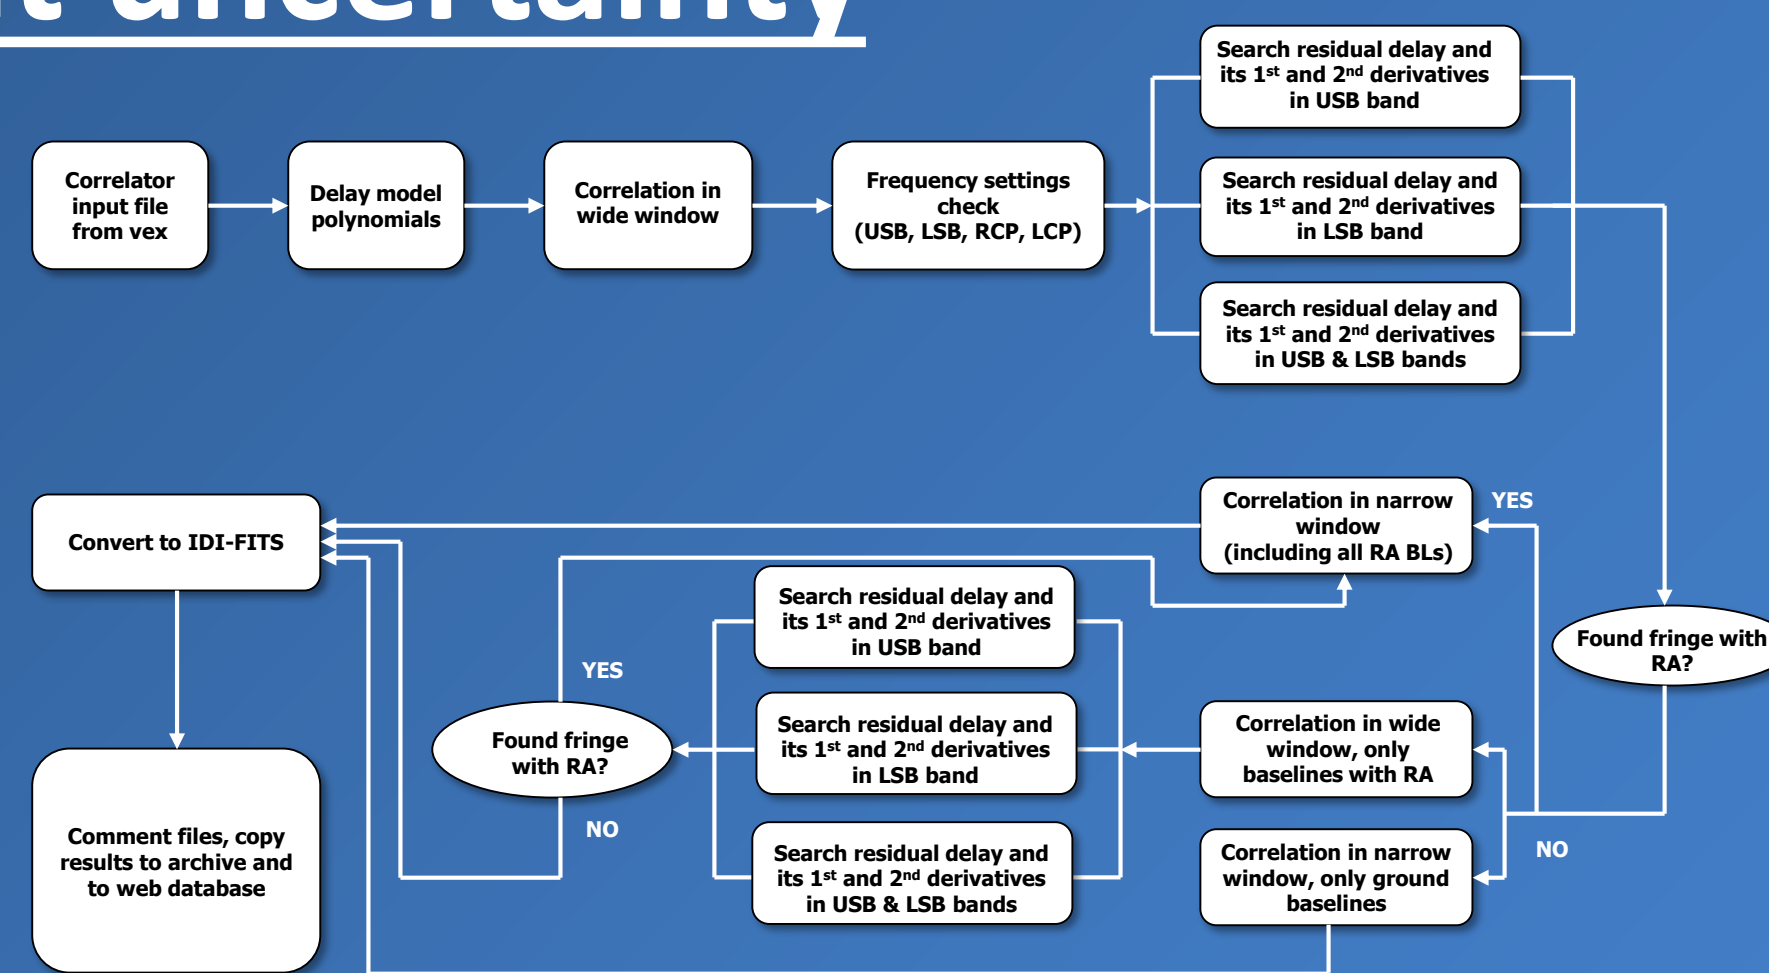 uncertainty
Correlator
input file
from vex
Delay model
polynomials
Correlation in
wide window
Frequency settings
check
(USB, LSB, RCP, LCP)
Search residual delay and
its 1st and 2nd derivatives
in USB band
Search residual delay and
its 1st and 2nd derivatives
in LSB band
Search residual delay and
its 1st and 2nd derivatives
in USB & LSB bands
Found fringe with
RA?
YES
Correlation in narrow
window
(including all RA BLs)
NO
Correlation in wide
window, only
baselines with RA
Correlation in narrow
window, only ground
baselines
Search residual delay and
its 1st and 2nd derivatives
in USB band
Search residual delay and
its 1st and 2nd derivatives
in LSB band
Search residual delay and
its 1st and 2nd derivatives
in USB & LSB bands
Found fringe
with RA?
YES
NO
Convert to IDI-FITS
Comment files, copy
results to archive and
to web database